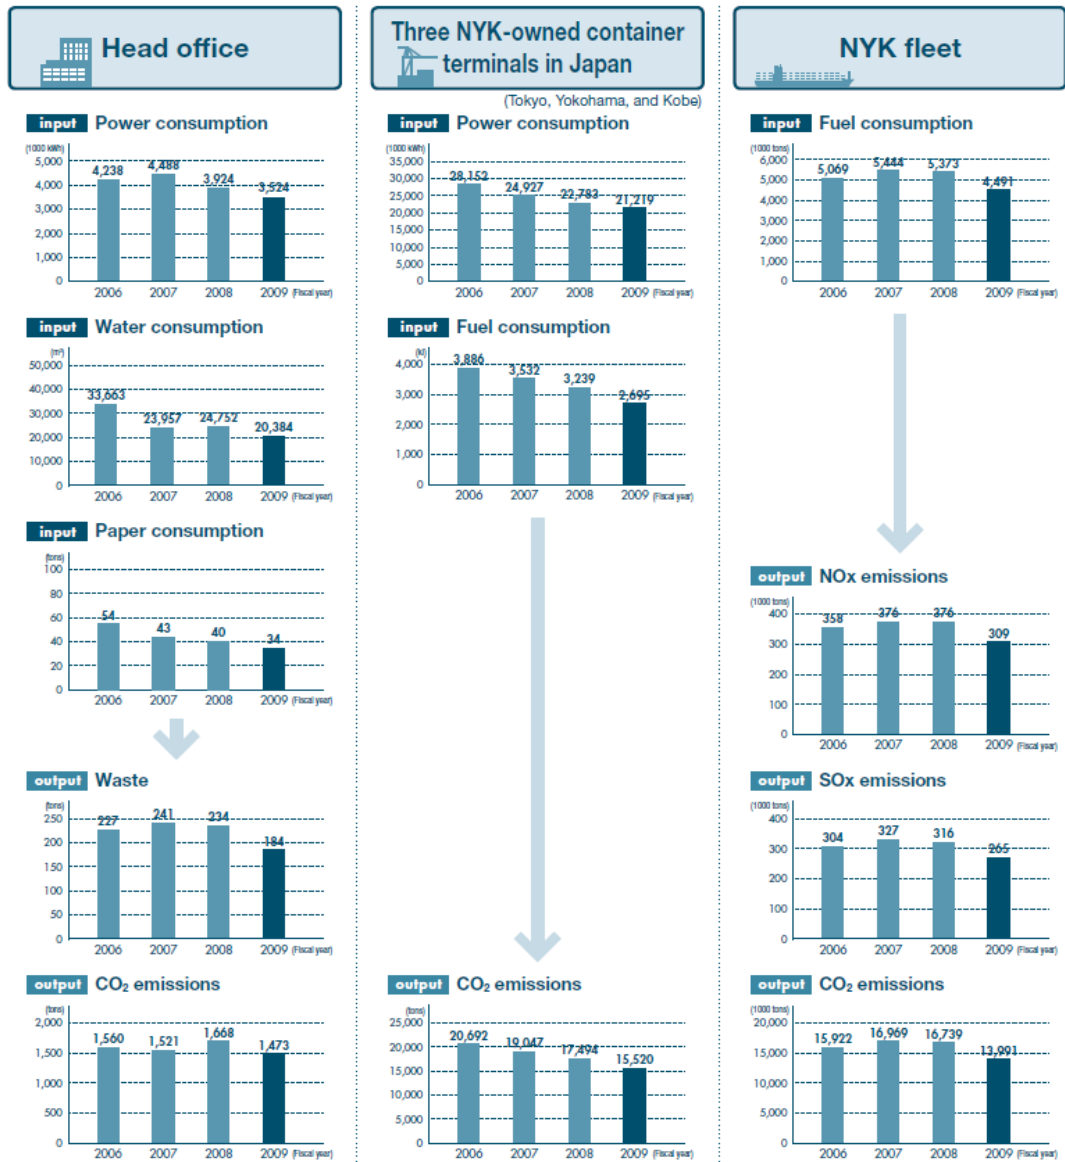 Head office
input Power consumption
(1000 kWh)
5,000
4,000
3,000
2,000
1,000
0
4,238
4,488
3,924
3,524
2006 2007 2008 2009 (Fiscal year)
input Water consumption
(m³)
50,000
40,000
30,000
20,000
10,000
0
33,663
23,957
24,752
20,384
2006 2007 2008 2009 (Fiscal year)
input Paper consumption
(tons)
100
80
60
40
20
0
54
43
40
34
2006 2007 2008 2009 (Fiscal year)
output Waste
(tons)
250
200
150
100
50
0
227
241
234
184
2006 2007 2008 2009 (Fiscal year)
output CO₂ emissions
(tons)
2,000
1,500
1,000
500
0
1,560
1,521
1,668
1,473
2006 2007 2008 2009 (Fiscal year)
Three NYK-owned container
terminals in Japan
(Tokyo, Yokohama, and Kobe)
input Power consumption
(1000 kWh)
35,000
30,000
25,000
20,000
15,000
10,000
5,000
0
28,152
24,927
22,783
21,219
2006 2007 2008 2009 (Fiscal year)
input Fuel consumption
(kl)
4,000
3,000
2,000
1,000
0
3,886
3,532
3,239
2,695
2006 2007 2008 2009 (Fiscal year)
output CO₂ emissions
(tons)
25,000
20,000
15,000
10,000
5,000
0
20,692
19,047
17,494
15,520
2006 2007 2008 2009 (Fiscal year)
NYK fleet
input Fuel consumption
(1000 tons)
6,000
5,000
4,000
3,000
2,000
1,000
0
5,069
5,444
5,373
4,491
2006 2007 2008 2009 (Fiscal year)
output NOx emissions
(1000 tons)
400
300
200
100
0
358
376
376
309
2006 2007 2008 2009 (Fiscal year)
output SOx emissions
(1000 tons)
400
300
200
100
0
304
327
316
265
2006 2007 2008 2009 (Fiscal year)
output CO₂ emissions
(1000 tons)
20,000
15,000
10,000
5,000
0
15,922
16,969
16,739
13,991
2006 2007 2008 2009 (Fiscal year)